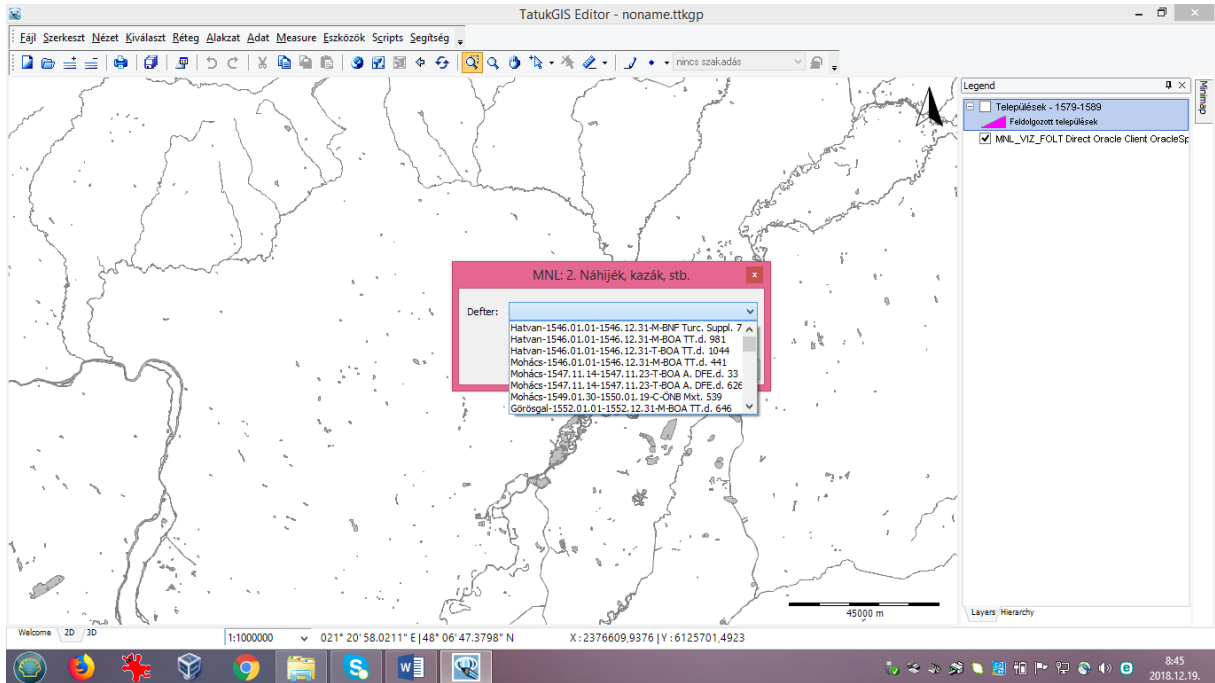 TatukGIS Editor - noname.ttkgp
Fájl Szerkeszt Nézet Kiválaszt Réteg Alakzat Adat Measure Eszközök Scripts Segítség
nincs szakadás
Legend
Minimap
Települések - 1579-1589
Feldolgozott települések
MNL_VIZ_FOLT Direct Oracle Client OracleSp
MNL: 2. Náhijék, kazák, stb.
Defter:
Hatvan-1546.01.01-1546.12.31-M-BNF Turc. Suppl. 7
Hatvan-1546.01.01-1546.12.31-M-BOA TT.d. 981
Hatvan-1546.01.01-1546.12.31-T-BOA TT.d. 1044
Mohács-1546.01.01-1546.12.31-M-BOA TT.d. 441
Mohács-1547.11.14-1547.11.23-T-BOA A. DFE.d. 33
Mohács-1547.11.14-1547.11.23-T-BOA A. DFE.d. 626
Mohács-1549.01.30-1550.01.19-C-ÖNB Mxt. 539
Görösgal-1552.01.01-1552.12.31-M-BOA TT.d. 646
45000 m
Layers Hierarchy
Welcome 2D 3D
1:1000000
021° 20' 58.0211" E | 48° 06' 47.3798" N
X : 2376609,9376 | Y : 6125701,4923
8:45
2018.12.19.